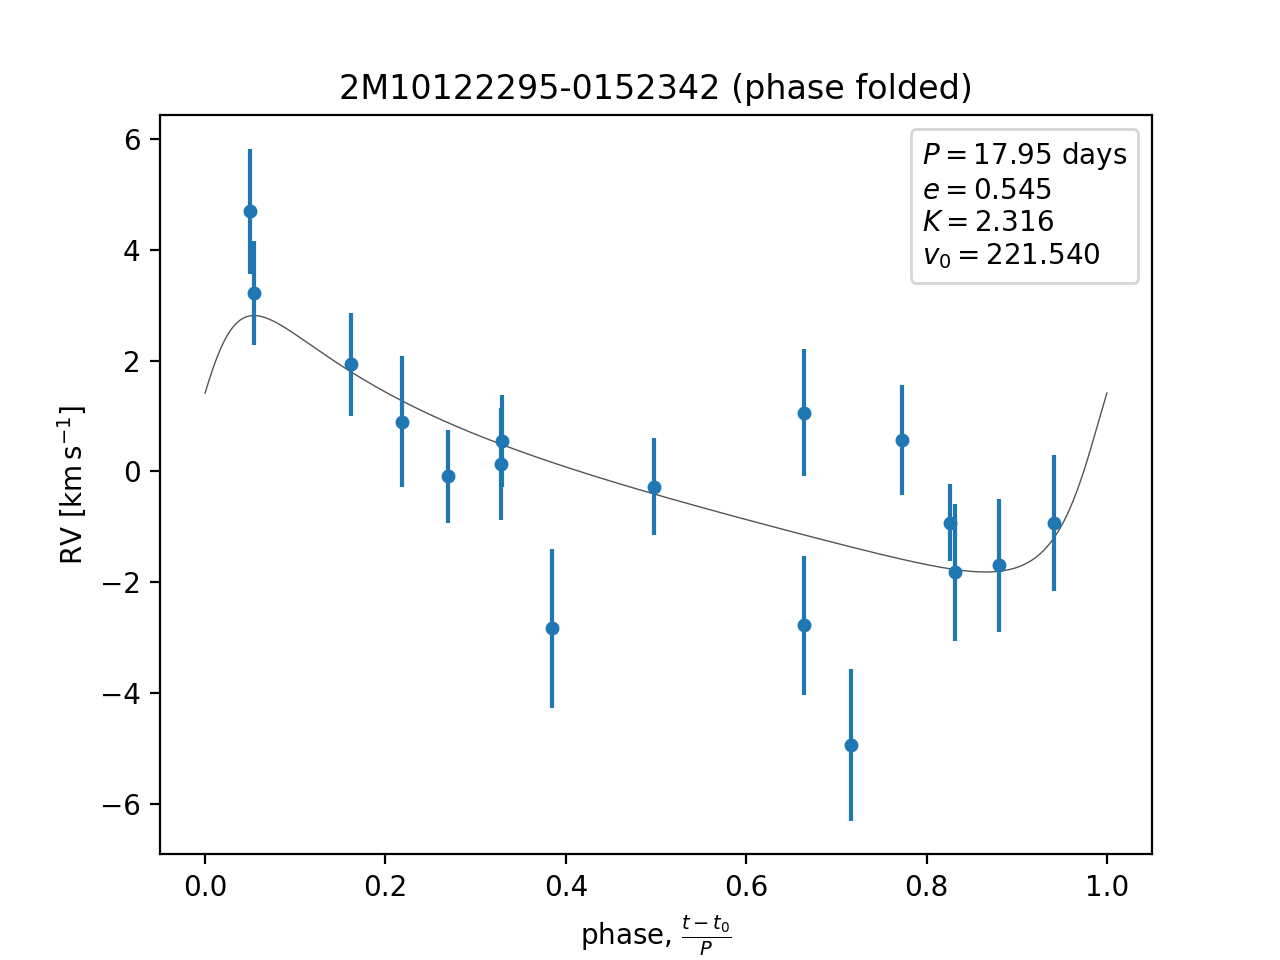 2M10122295-0152342 (phase folded)
P = 17.95 days
e = 0.545
K = 2.316
v₀ = 221.540
RV [km s⁻¹]
6
4
2
0
−2
−4
−6
0.0 0.2 0.4 0.6 0.8 1.0
phase, (t − t₀)/P